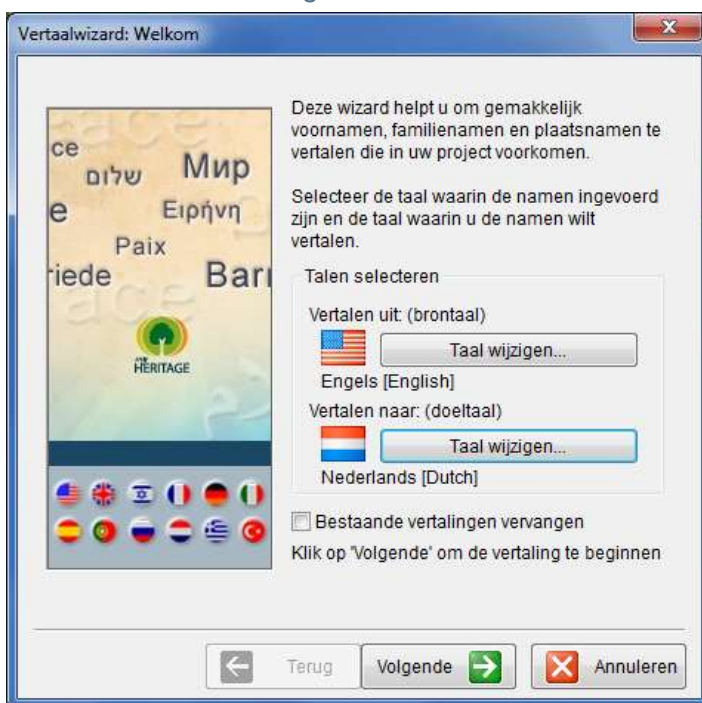 Vertaalwizard: Welkom
Deze wizard helpt u om gemakkelijk
voornamen, familienamen en plaatsnamen te
vertalen die in uw project voorkomen.
Selecteer de taal waarin de namen ingevoerd
zijn en de taal waarin u de namen wilt
vertalen.
ce
שלום
Мир
e
Ειρήνη
Paix
riede
Barı
MY
HERITAGE
Talen selecteren
Vertalen uit: (brontaal)
Taal wijzigen...
Engels [English]
Vertalen naar: (doeltaal)
Taal wijzigen...
Nederlands [Dutch]
Bestaande vertalingen vervangen
Klik op 'Volgende' om de vertaling te beginnen
Terug
Volgende
Annuleren